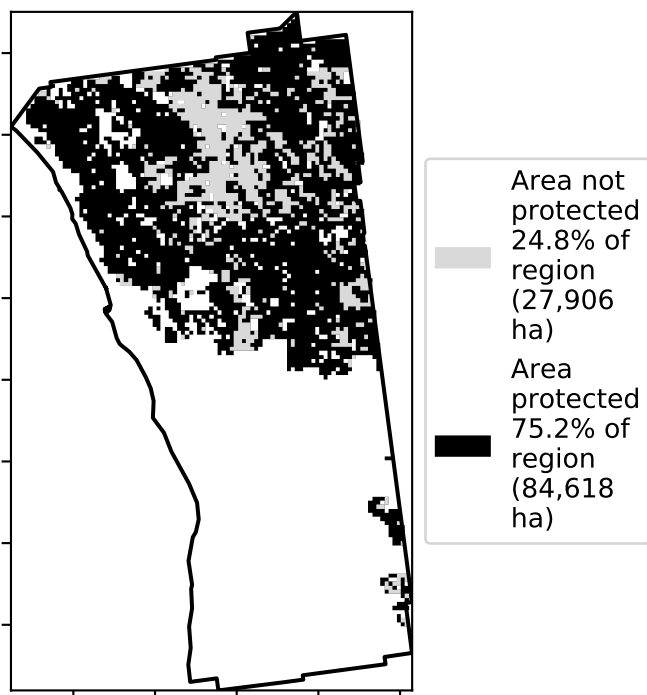 Area not
protected
24.8% of
region
(27,906
ha)
Area
protected
75.2% of
region
(84,618
ha)